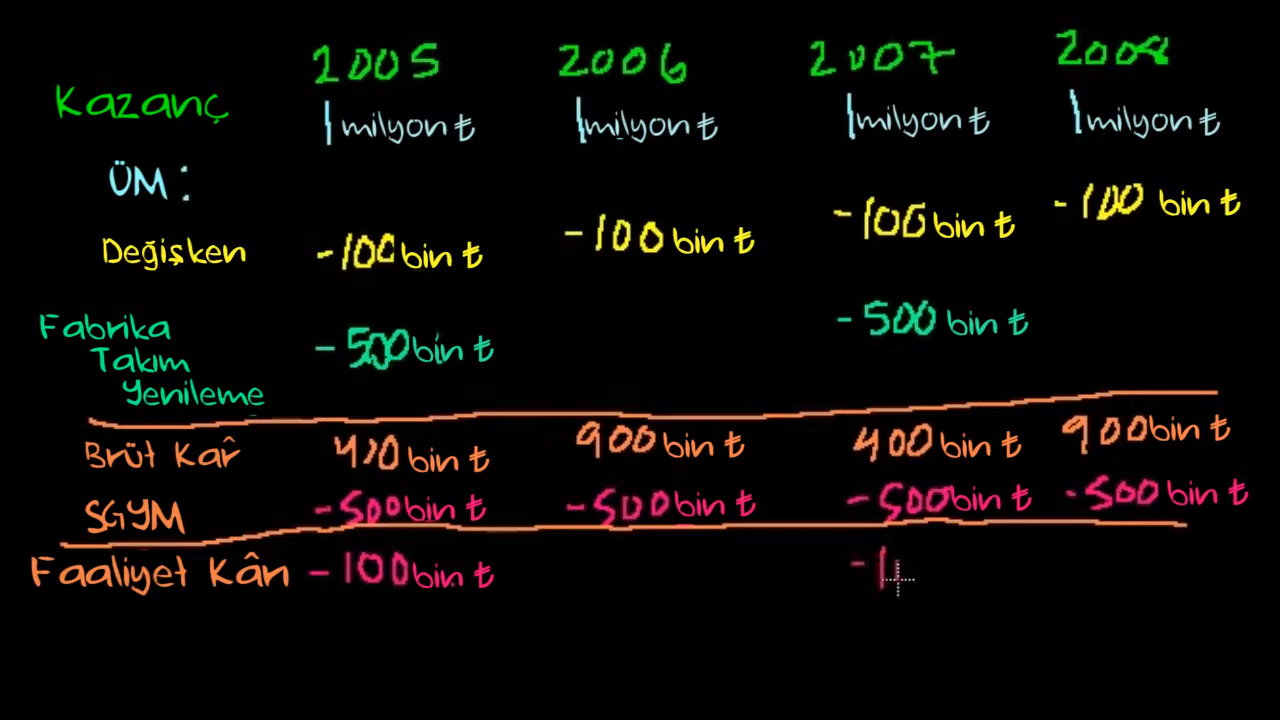 2005 2006 2007 2008
Kazanç 1 milyon ₺ 1 milyon ₺ 1 milyon ₺ 1 milyon ₺
ÜM:
Değişken -100 bin ₺ -100 bin ₺ -100 bin ₺ -100 bin ₺
Fabrika
Takım -500 bin ₺ -500 bin ₺
Yenileme
Brüt Kâr 400 bin ₺ 900 bin ₺ 400 bin ₺ 900 bin ₺
SGYM -500 bin ₺ -500 bin ₺ -500 bin ₺ -500 bin ₺
Faaliyet Kârı -100 bin ₺ -1